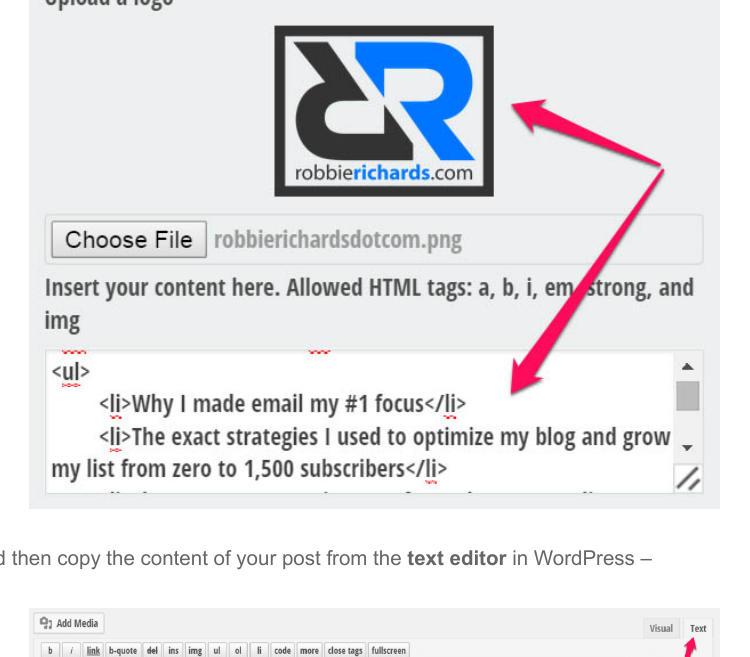 Upload a logo
robbierichards.com
Choose File robbierichardsdotcom.png
Insert your content here. Allowed HTML tags: a, b, i, em, strong, and
img
<ul>
<li>Why I made email my #1 focus</li>
<li>The exact strategies I used to optimize my blog and grow
my list from zero to 1,500 subscribers</li>
then copy the content of your post from the text editor in WordPress –
Add Media
Visual Text
b i link b-quote del ins img ul ol li code more close tags fullscreen